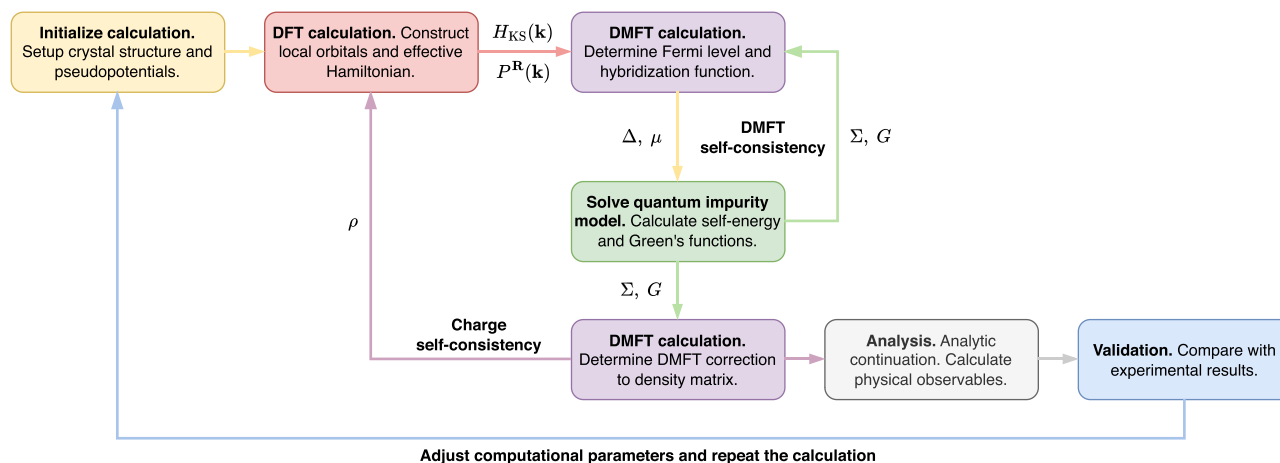 Initialize calculation.
Setup crystal structure and
pseudopotentials.
DFT calculation. Construct
local orbitals and effective
Hamiltonian.
H_KS(k)
P^R(k)
DMFT calculation.
Determine Fermi level and
hybridization function.
Δ, μ
DMFT
self-consistency
Σ, G
Solve quantum impurity
model. Calculate self-energy
and Green's functions.
ρ
Σ, G
Charge
self-consistency
DMFT calculation.
Determine DMFT correction
to density matrix.
Analysis. Analytic
continuation. Calculate
physical observables.
Validation. Compare with
experimental results.
Adjust computational parameters and repeat the calculation